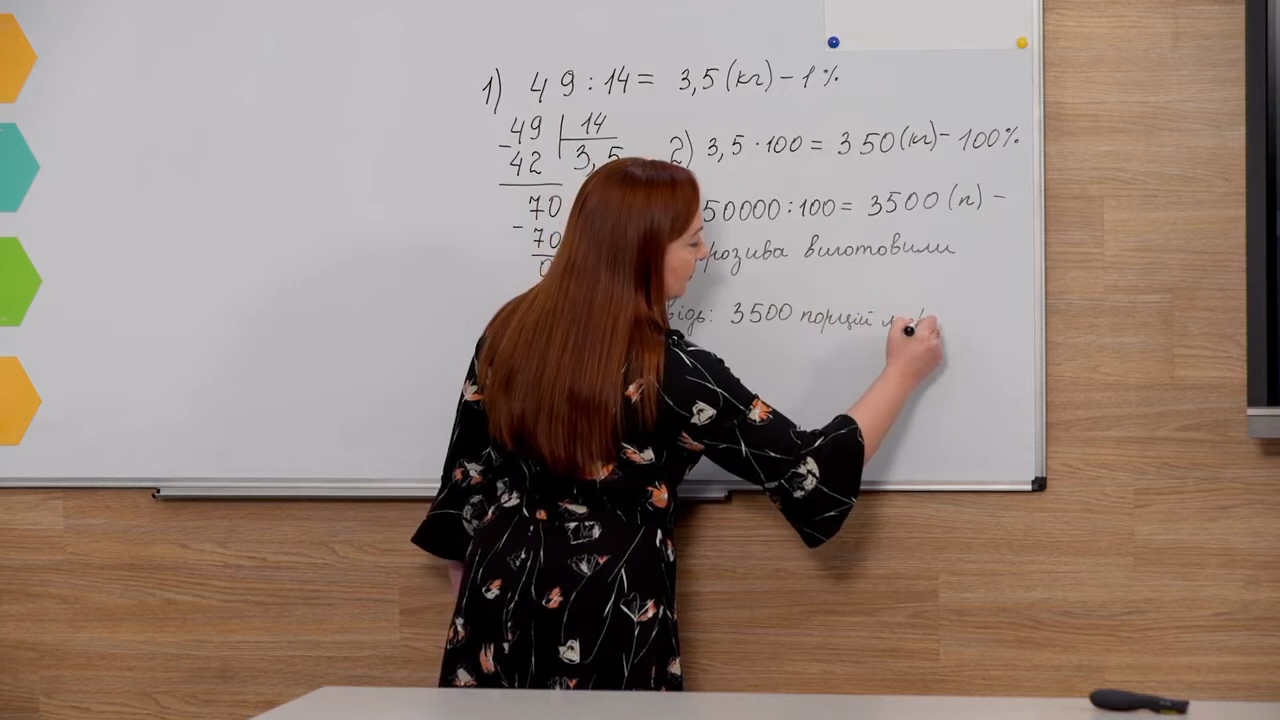 1) 49 : 14 = 3,5 (кг) – 1 %
49 | 14
– 42 3,5
70
– 70
0
2) 3,5 · 100 = 350 (кг) – 100%
50000 : 100 = 3500 (п) –
розива виготовили
відь: 3500 порцій